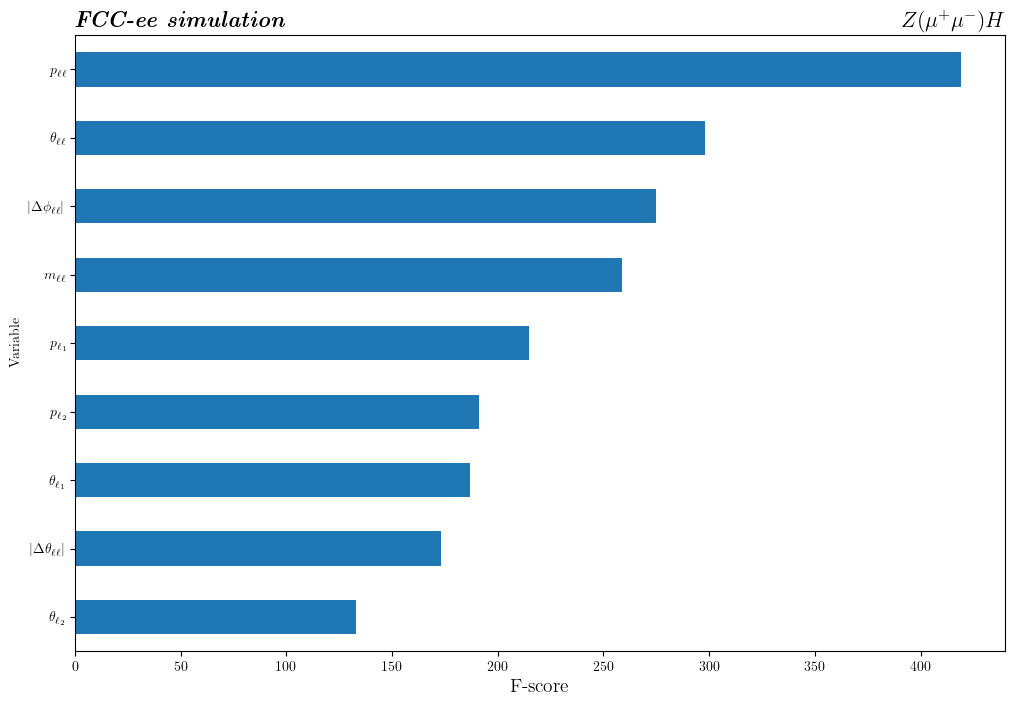 FCC-ee simulation
Z(μ⁺μ⁻)H
p_ℓℓ
θ_ℓℓ
|Δϕ_ℓℓ|
m_ℓℓ
p_ℓ₁
p_ℓ₂
θ_ℓ₁
|Δθ_ℓℓ|
θ_ℓ₂
Variable
0 50 100 150 200 250 300 350 400
F-score